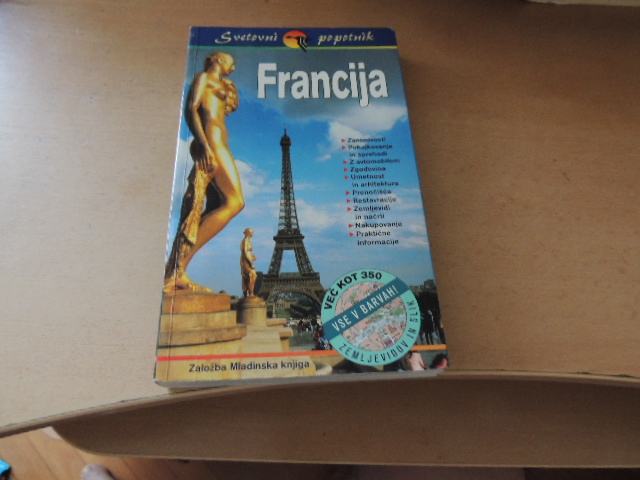 Svetovni popotnik
Francija
Zanimivosti
Pohajkovanje
in sprehodi
Z avtomobilom
Zgodovina
Umetnost
in arhitektura
Prenočišča
Restavracije
Zemljevidi
in načrti
Nakupovanje
Praktične
informacije
VEČ KOT 350
VSE V BARVAH!
ZEMLJEVIDOV IN SLIK
Založba Mladinska knjiga